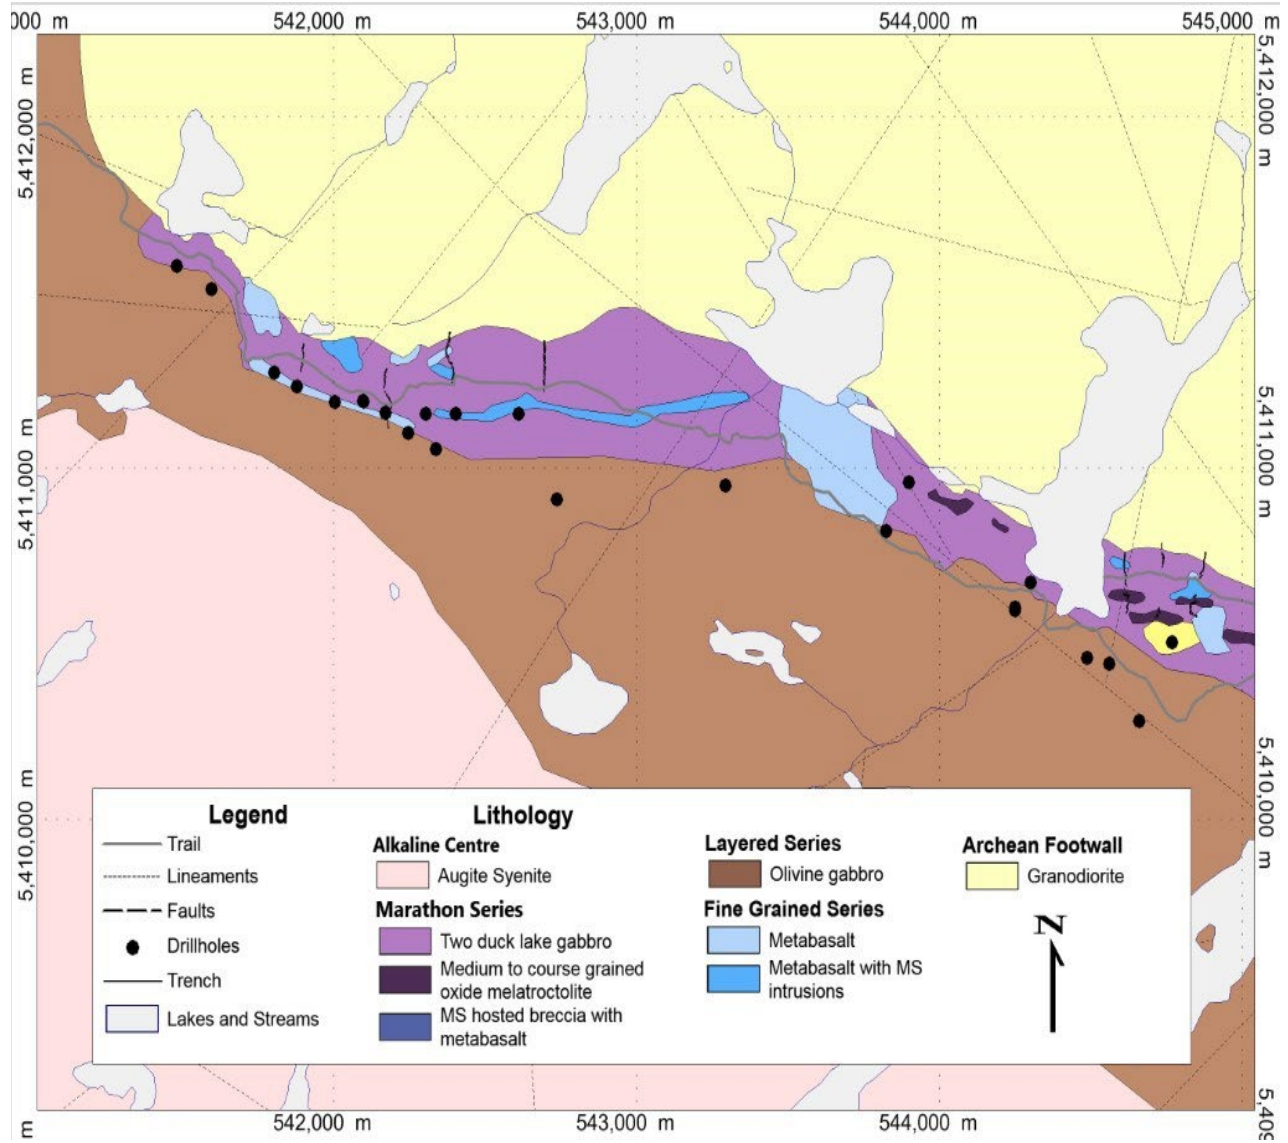 000 m 542,000 m 543,000 m 544,000 m 545,000 m
5,412,000 m
5,411,000 m
5,410,000 m
m
5,412,000 m
5,411,000 m
5,410,000 m
5,409
Legend
Trail
Lineaments
Faults
Drillholes
Trench
Lakes and Streams
Lithology
Alkaline Centre
Augite Syenite
Marathon Series
Two duck lake gabbro
Medium to course grained
oxide melatroctolite
MS hosted breccia with
metabasalt
Layered Series
Olivine gabbro
Fine Grained Series
Metabasalt
Metabasalt with MS
intrusions
Archean Footwall
Granodiorite
N
542,000 m 543,000 m 544,000 m